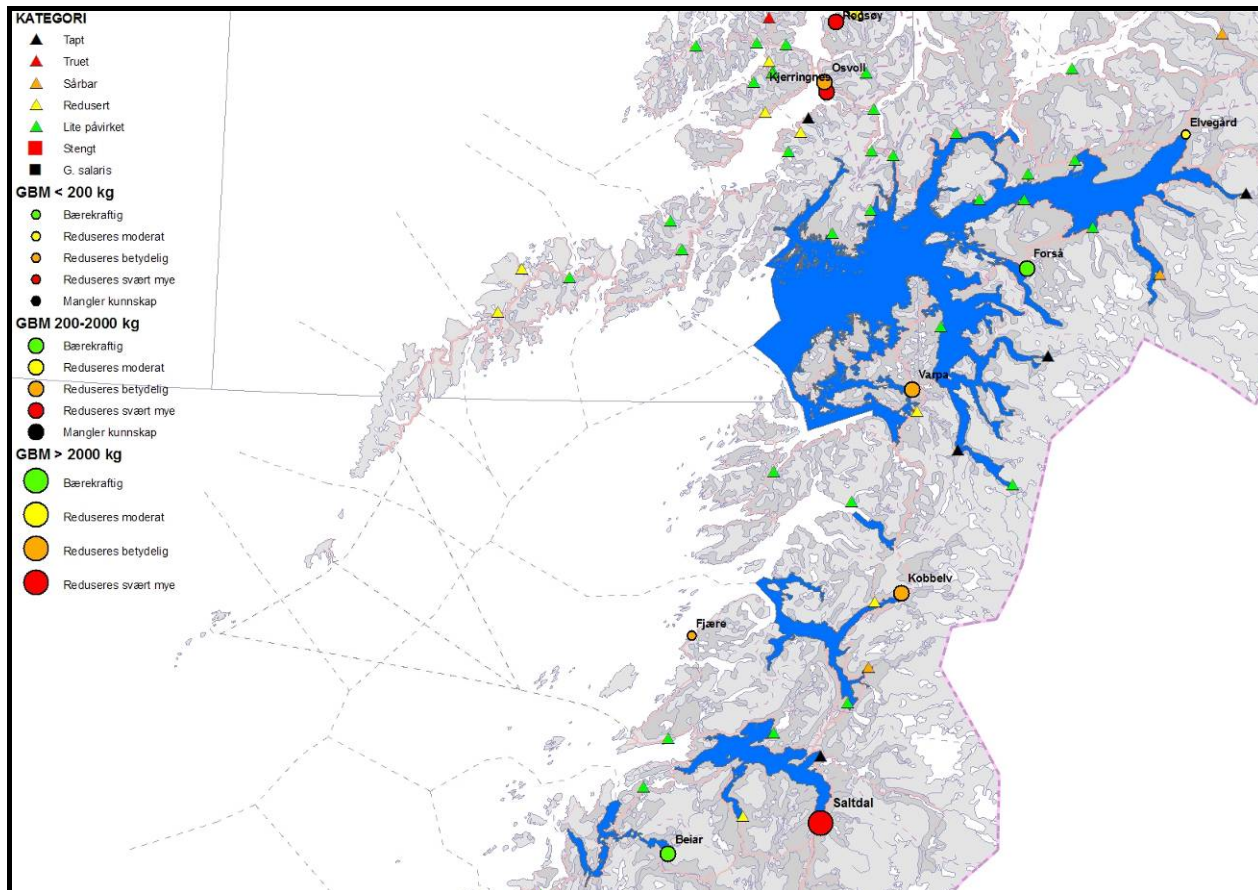 KATEGORI
Tapt
Truet
Sårbar
Redusert
Lite påvirket
Stengt
G. salaris
GBM < 200 kg
Bærekraftig
Reduseres moderat
Reduseres betydelig
Reduseres svært mye
Mangler kunnskap
GBM 200-2000 kg
Bærekraftig
Reduseres moderat
Reduseres betydelig
Reduseres svært mye
Mangler kunnskap
GBM > 2000 kg
Bærekraftig
Reduseres moderat
Reduseres betydelig
Reduseres svært mye
Rogsøy
Osvoll
Kjerringnes
Elvegård
Forså
Varpa
Kobbelv
Fjære
Saltdal
Beiar